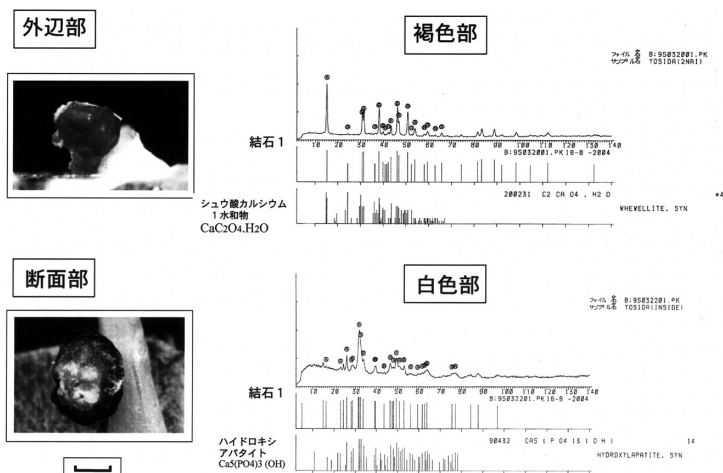 外辺部
褐色部
ファイル名 B:95032001.PK
サンプル名 YOSIDA(2NAI)
結石1
10 20 30 40 50 60 70 80 90 100 110 120 130 140
B:95032001.PK16-8 -2004
シュウ酸カルシウム
1水和物
CaC2O4.H2O
200231 C2 CA O4 . H2 O
WHEWELLITE, SYN
*4
断面部
白色部
ファイル名 B:95032201.PK
サンプル名 YOSIDA(INSIDE)
結石1
10 20 30 40 50 60 70 80 90 100 110 120 130 140
B:95032201.PK16-8 -2004
ハイドロキシ
アパタイト
Ca5(PO4)3 (OH)
90432 CA5 ( P O4 )3 ( O H )
14
HYDROXYLAPATITE, SYN